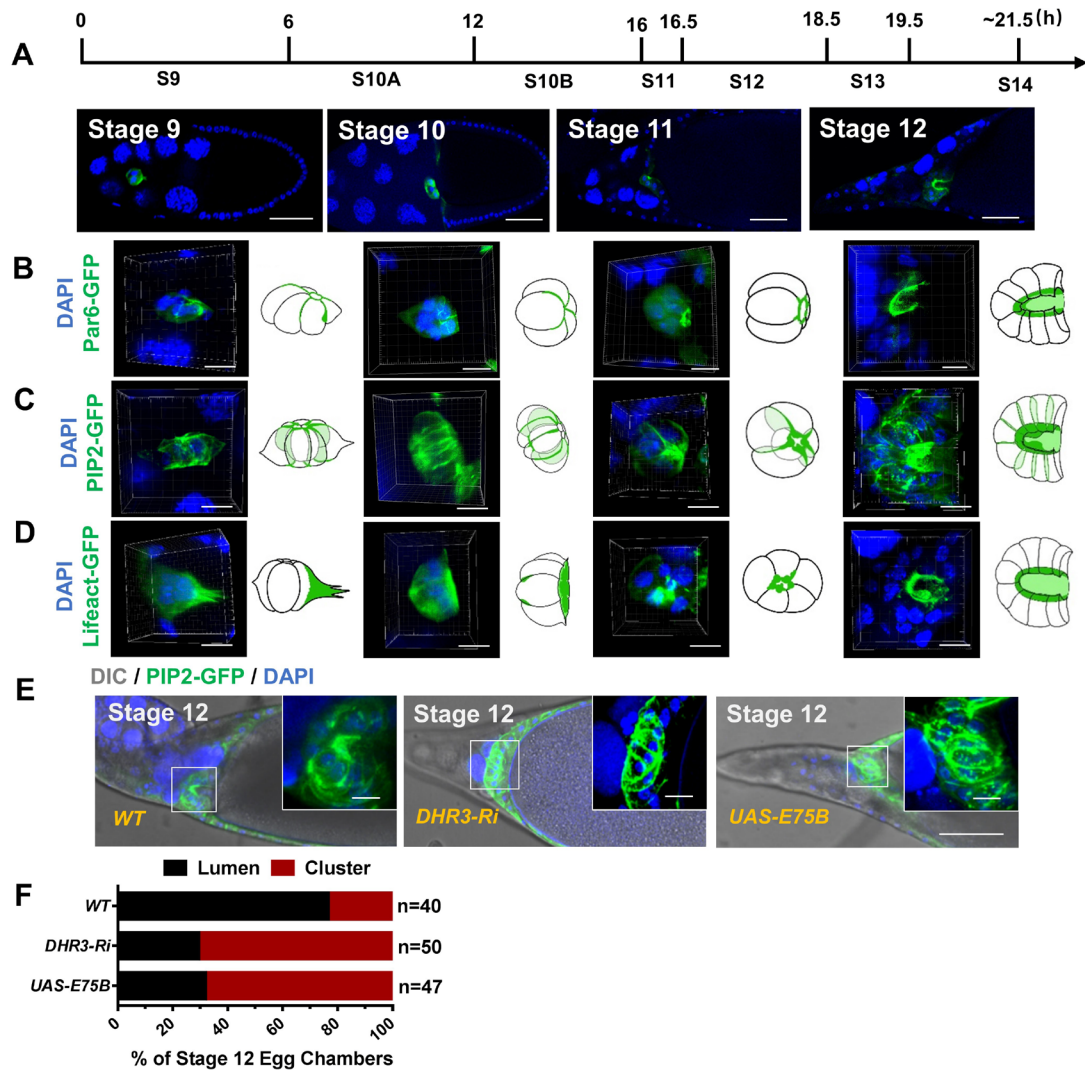 0 6 12 16 16.5 18.5 19.5 ~21.5 (h)
A
S9 S10A S10B S11 S12 S13 S14
Stage 9 Stage 10 Stage 11 Stage 12
B
DAPI
Par6-GFP
C
DAPI
PIP2-GFP
D
DAPI
Lifeact-GFP
E
DIC / PIP2-GFP / DAPI
Stage 12 Stage 12 Stage 12
WT DHR3-Ri UAS-E75B
Lumen Cluster
F
WT n=40
DHR3-Ri n=50
UAS-E75B n=47
0 20 40 60 80 100
% of Stage 12 Egg Chambers